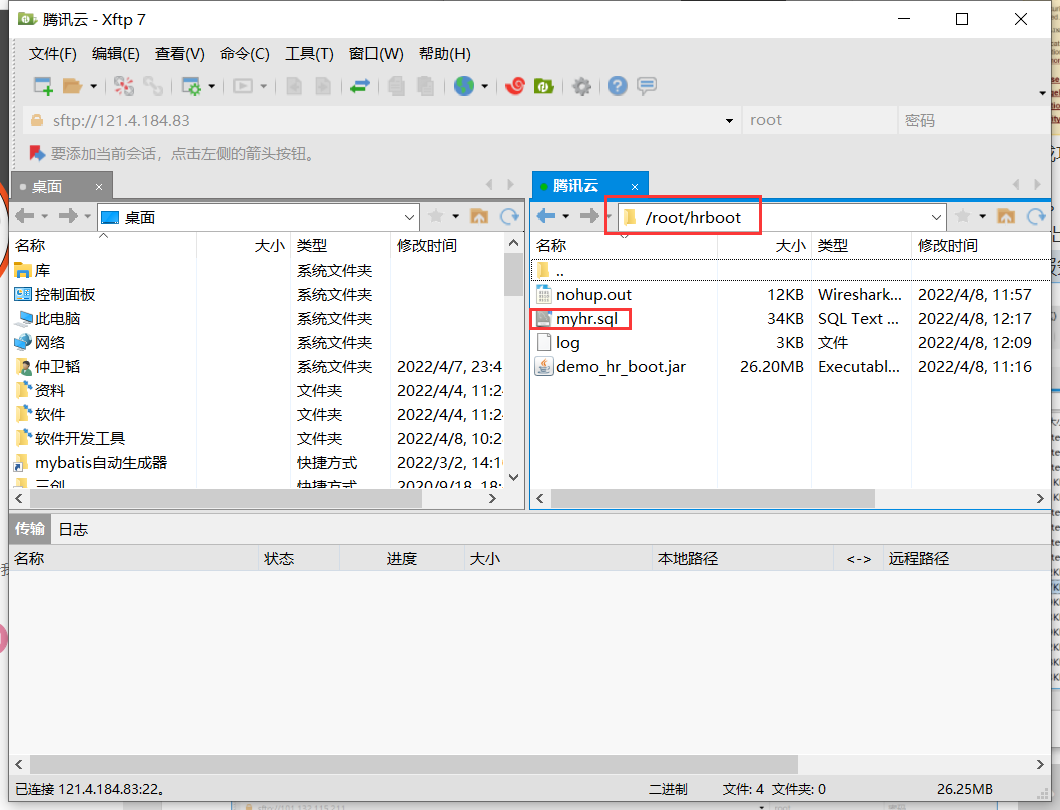 腾讯云 - Xftp 7
文件(F) 编辑(E) 查看(V) 命令(C) 工具(T) 窗口(W) 帮助(H)
sftp://121.4.184.83 root 密码
要添加当前会话，点击左侧的箭头按钮。
桌面 ×
桌面
名称 大小 类型 修改时间
库 系统文件夹
控制面板 系统文件夹
此电脑 系统文件夹
网络 系统文件夹
仲卫韬 系统文件夹 2022/4/7, 23:4
资料 文件夹 2022/4/4, 11:2
软件 文件夹 2022/4/4, 11:2
软件开发工具 文件夹 2022/4/8, 10:2
mybatis自动生成器 快捷方式 2022/3/2, 14:1
三创 快捷方式 2020/9/18, 18:
腾讯云 ×
/root/hrboot
名称 大小 类型 修改时间
..
nohup.out 12KB Wireshark... 2022/4/8, 11:57
myhr.sql 34KB SQL Text ... 2022/4/8, 12:17
log 3KB 文件 2022/4/8, 12:09
demo_hr_boot.jar 26.20MB Executabl... 2022/4/8, 11:16
传输 日志
名称 状态 进度 大小 本地路径 <-> 远程路径
已连接 121.4.184.83:22。 二进制 文件: 4 文件夹: 0 26.25MB